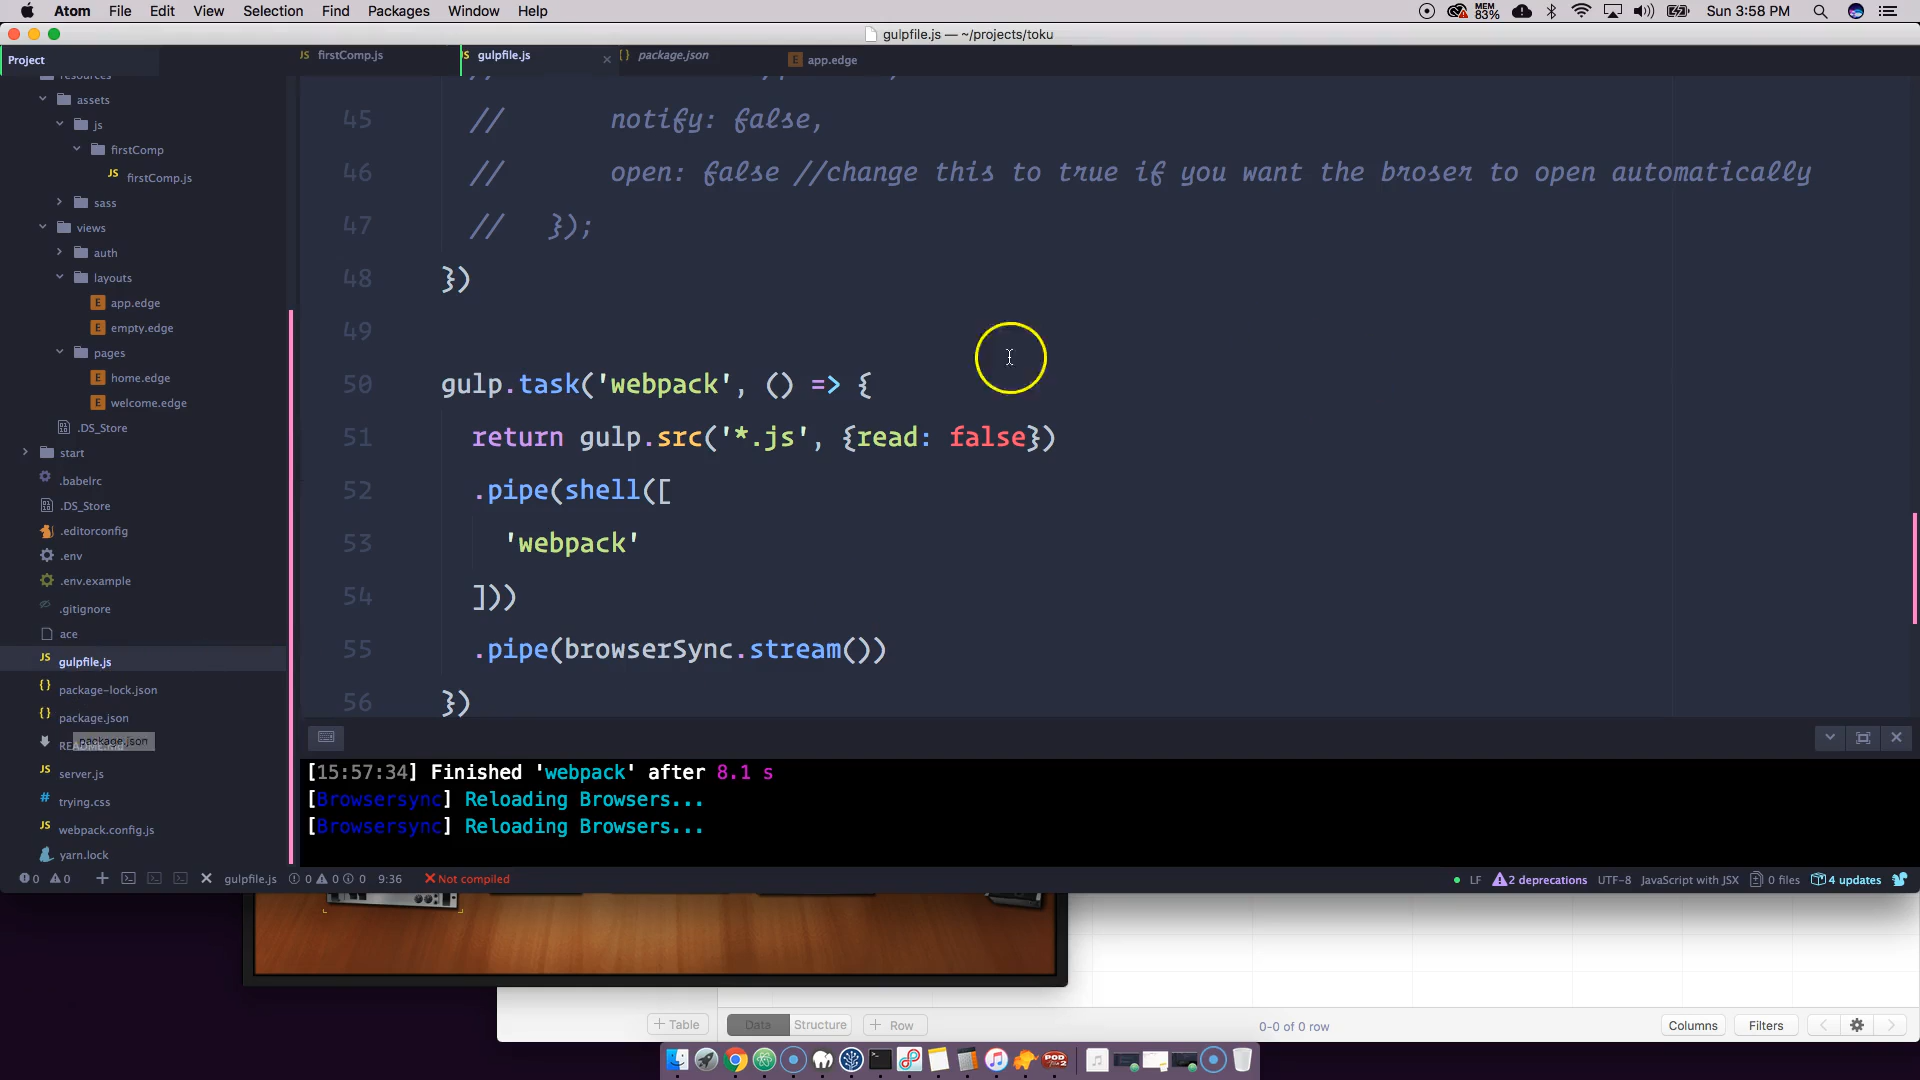 Atom File Edit View Selection Find Packages Window Help
MEM 83% Sun 3:58 PM
gulpfile.js — ~/projects/toku
Project
firstComp.js gulpfile.js package.json app.edge
resources
assets
js
firstComp
firstComp.js
sass
views
auth
layouts
app.edge
empty.edge
pages
home.edge
welcome.edge
.DS_Store
start
.babelrc
.DS_Store
.editorconfig
.env
.env.example
.gitignore
ace
gulpfile.js
package-lock.json
package.json
package.json
server.js
trying.css
webpack.config.js
yarn.lock
45 // notify: false,
46 // open: false //change this to true if you want the broser to open automatically
47 // });
48 })
49
50 gulp.task('webpack', () => {
51 return gulp.src('*.js', {read: false})
52 .pipe(shell([
53 'webpack'
54 ]))
55 .pipe(browserSync.stream())
56 })
[15:57:34] Finished 'webpack' after 8.1 s
[Browsersync] Reloading Browsers...
[Browsersync] Reloading Browsers...
0 0 gulpfile.js 0 0 0 9:36 Not compiled LF 2 deprecations UTF-8 JavaScript with JSX 0 files 4 updates
+ Table Data Structure + Row 0-0 of 0 row Columns Filters